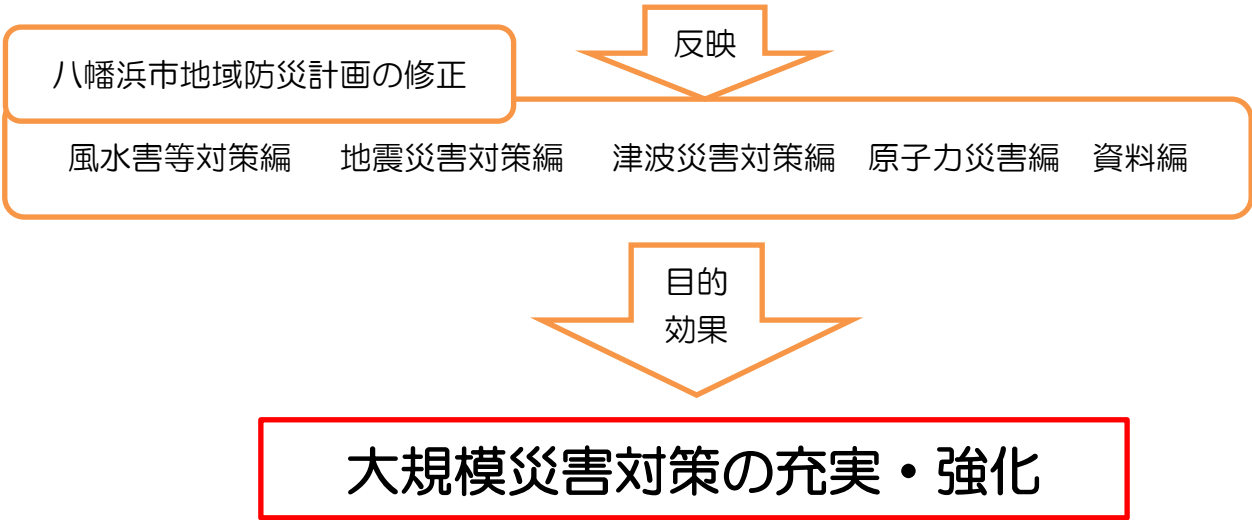 反映
八幡浜市地域防災計画の修正
風水害等対策編 地震災害対策編 津波災害対策編 原子力災害編 資料編
目的
効果
大規模災害対策の充実・強化